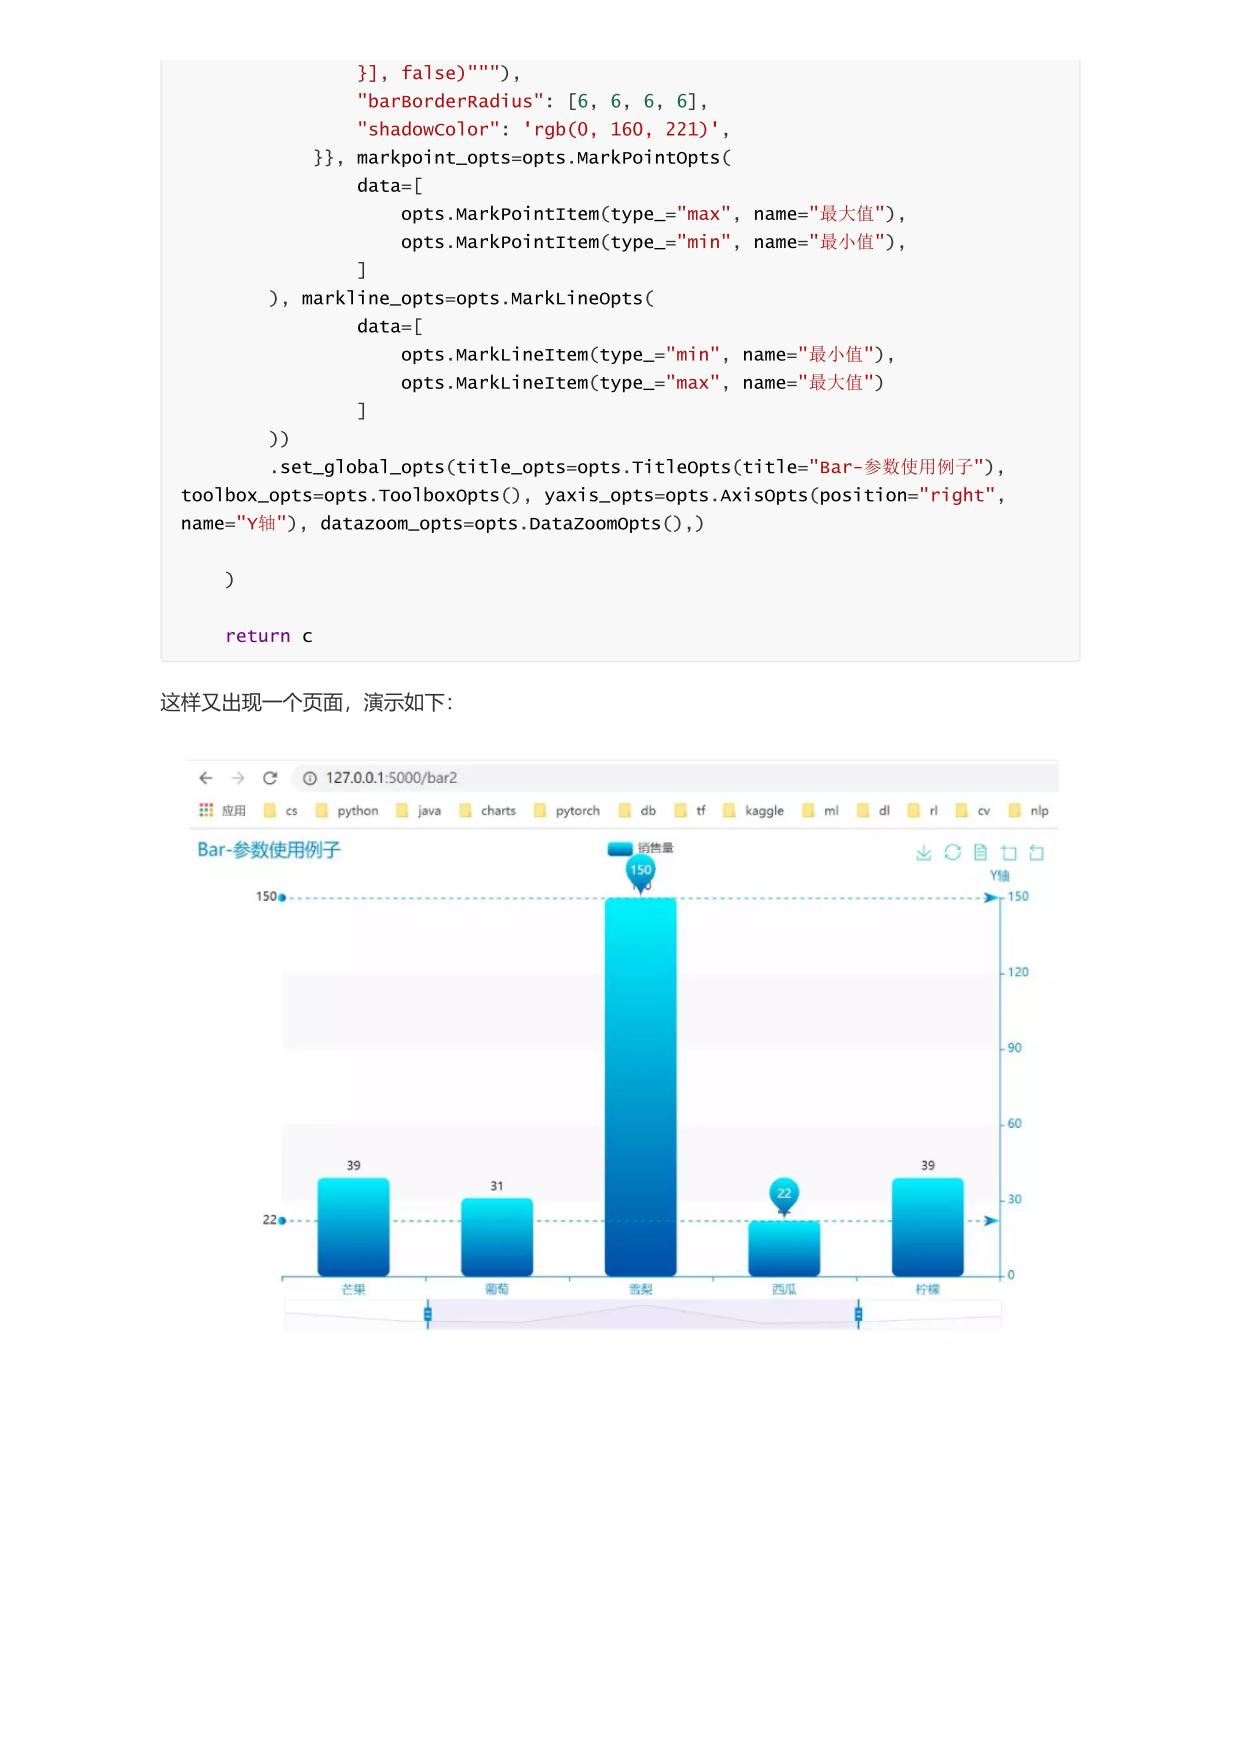 }], false)"""),
"barBorderRadius": [6, 6, 6, 6],
"shadowColor": 'rgb(0, 160, 221)',
}}, markpoint_opts=opts.MarkPointOpts(
data=[
opts.MarkPointItem(type_="max", name="最大值"),
opts.MarkPointItem(type_="min", name="最小值"),
]
), markline_opts=opts.MarkLineOpts(
data=[
opts.MarkLineItem(type_="min", name="最小值"),
opts.MarkLineItem(type_="max", name="最大值")
]
))
.set_global_opts(title_opts=opts.TitleOpts(title="Bar-参数使用例子"),
toolbox_opts=opts.ToolboxOpts(), yaxis_opts=opts.AxisOpts(position="right",
name="Y轴"), datazoom_opts=opts.DataZoomOpts(),)
)
return c
这样又出现一个页面，演示如下：
127.0.0.1:5000/bar2
应用 cs python java charts pytorch db tf kaggle ml dl rl cv nlp
Bar-参数使用例子
销售量
150
Y轴
150
150
120
90
60
39
31
22
39
30
22
0
芒果 葡萄 雪梨 西瓜 柠檬